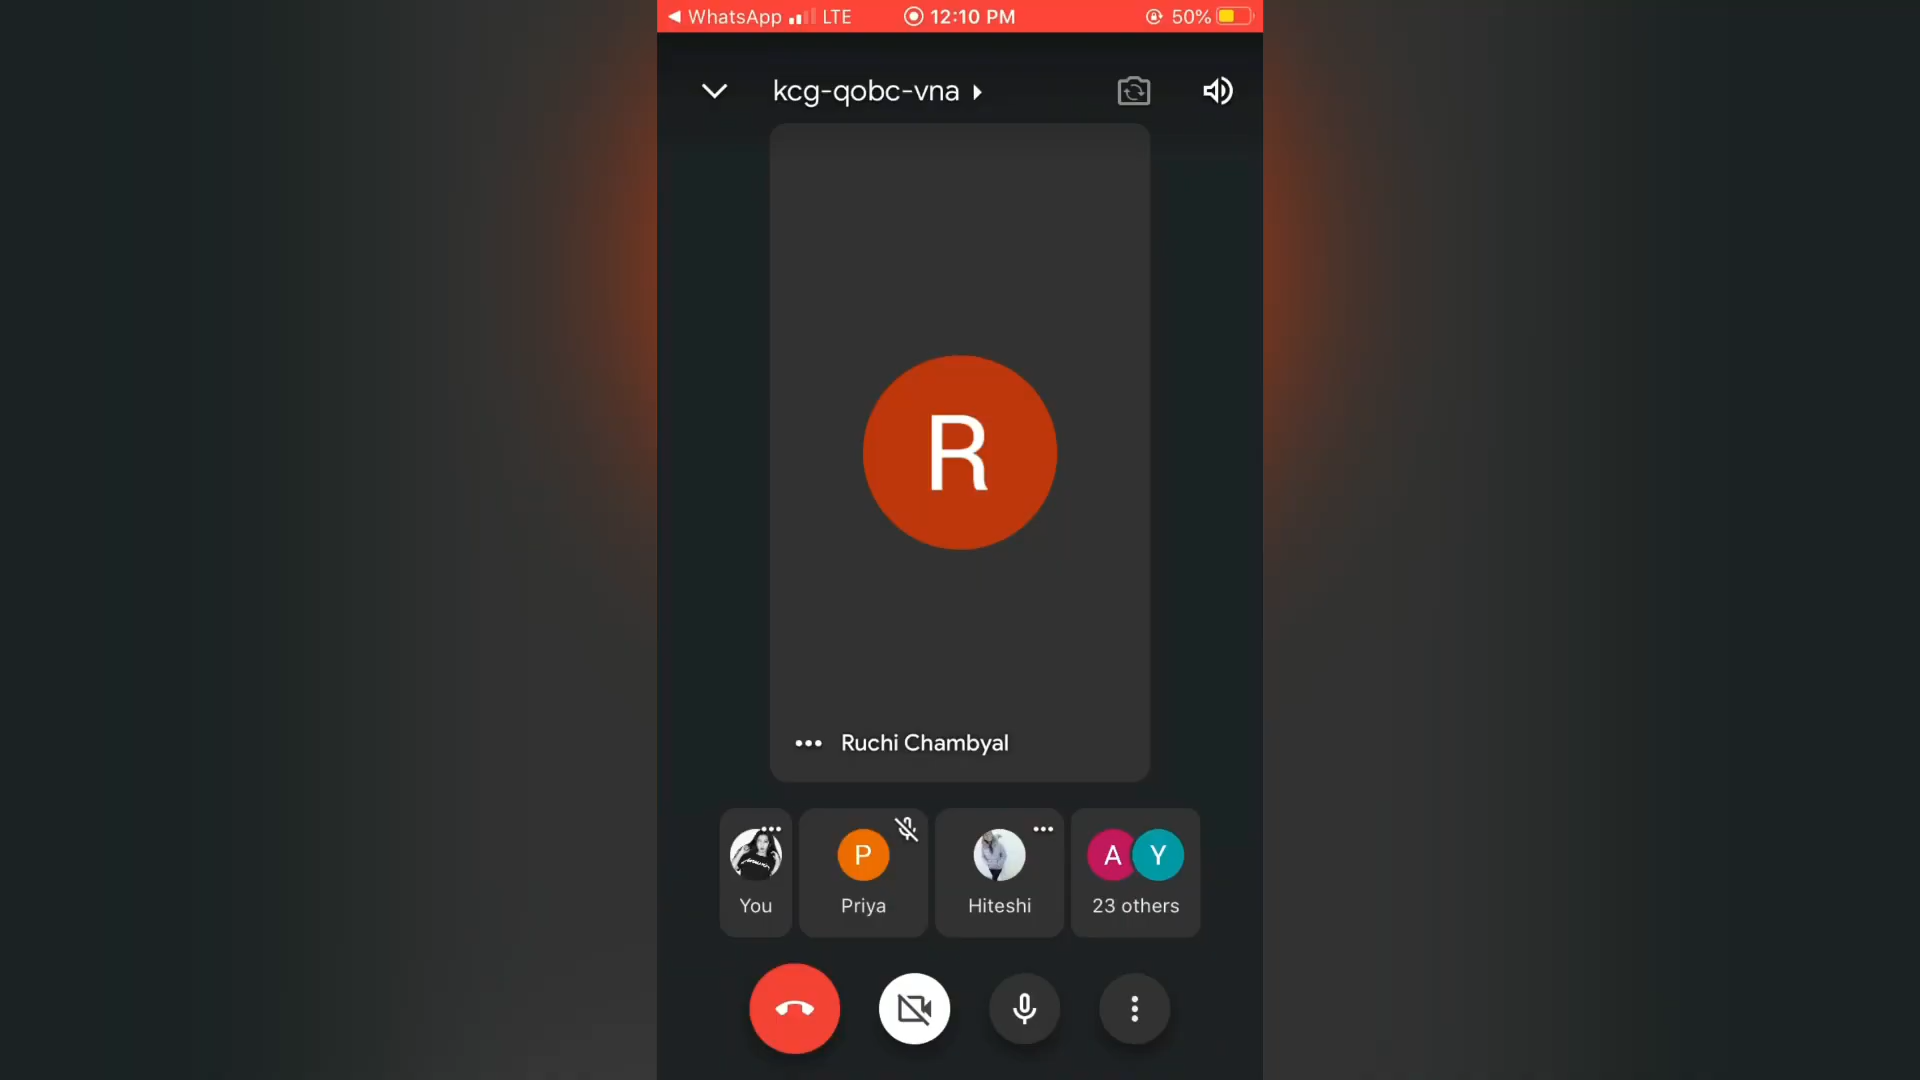 WhatsApp LTE 12:10 PM 50%
kcg-qobc-vna
R
Ruchi Chambyal
P A Y
You Priya Hiteshi 23 others